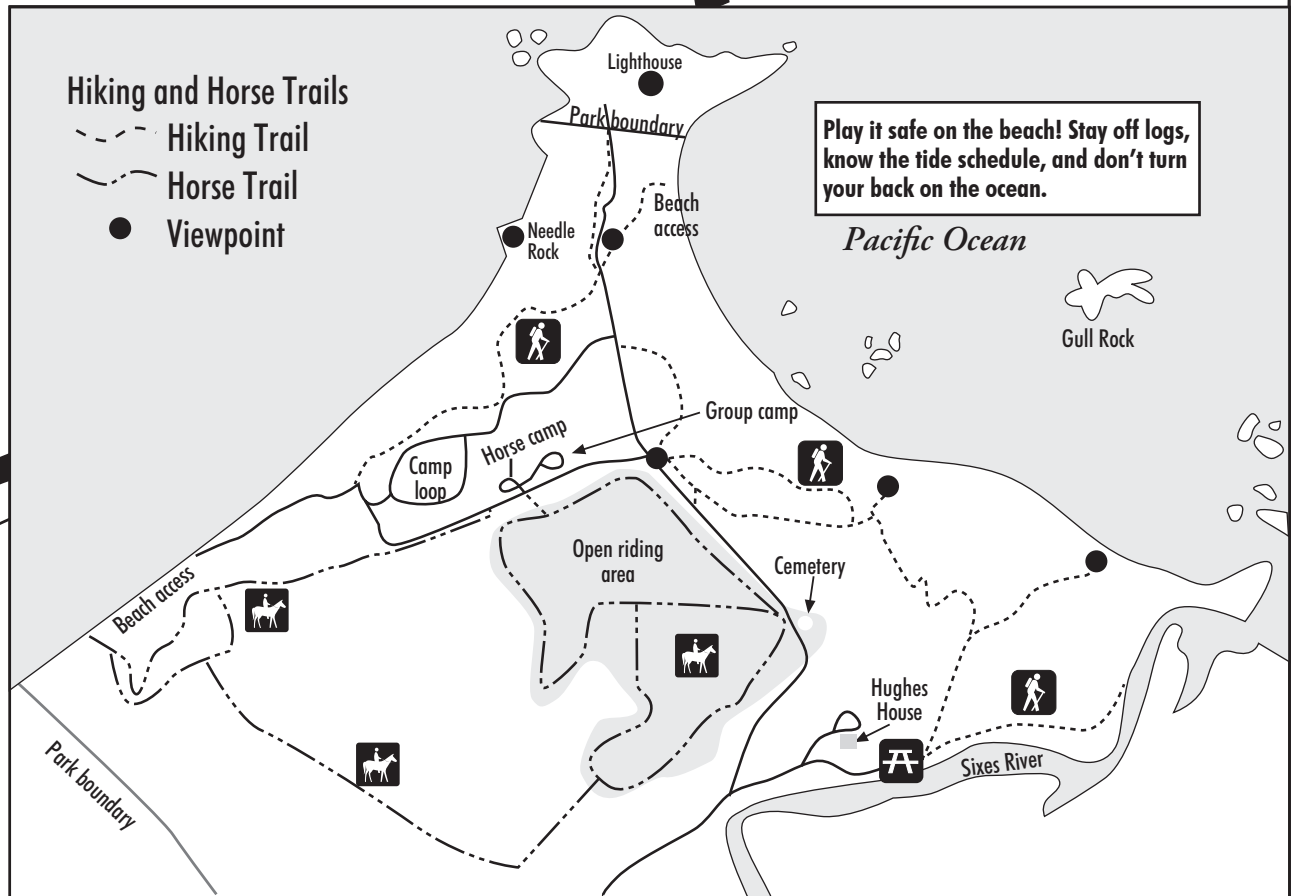 Hiking and Horse Trails
Hiking Trail
Horse Trail
Viewpoint
Lighthouse
Park boundary
Play it safe on the beach! Stay off logs,
know the tide schedule, and don't turn
your back on the ocean.
Beach
access
Needle
Rock
Pacific Ocean
Gull Rock
Group camp
Horse camp
Camp
loop
Open riding
area
Cemetery
Beach access
Hughes
House
Sixes River
Park boundary